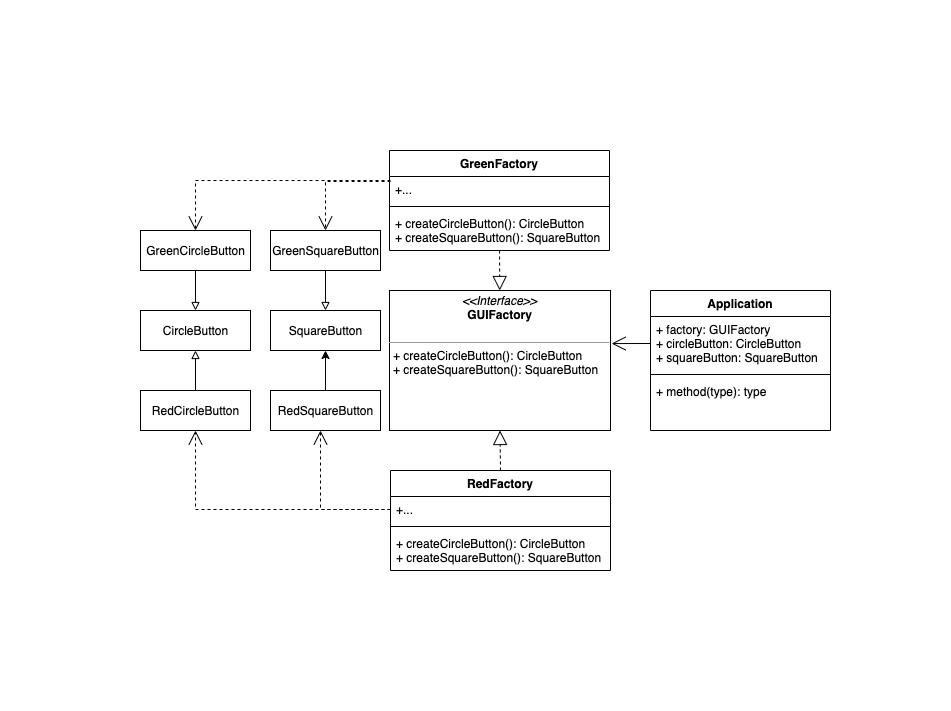 GreenFactory
+...
+ createCircleButton(): CircleButton
+ createSquareButton(): SquareButton
GreenCircleButton
GreenSquareButton
CircleButton
SquareButton
RedCircleButton
RedSquareButton
<<Interface>>
GUIFactory
+ createCircleButton(): CircleButton
+ createSquareButton(): SquareButton
Application
+ factory: GUIFactory
+ circleButton: CircleButton
+ squareButton: SquareButton
+ method(type): type
RedFactory
+...
+ createCircleButton(): CircleButton
+ createSquareButton(): SquareButton